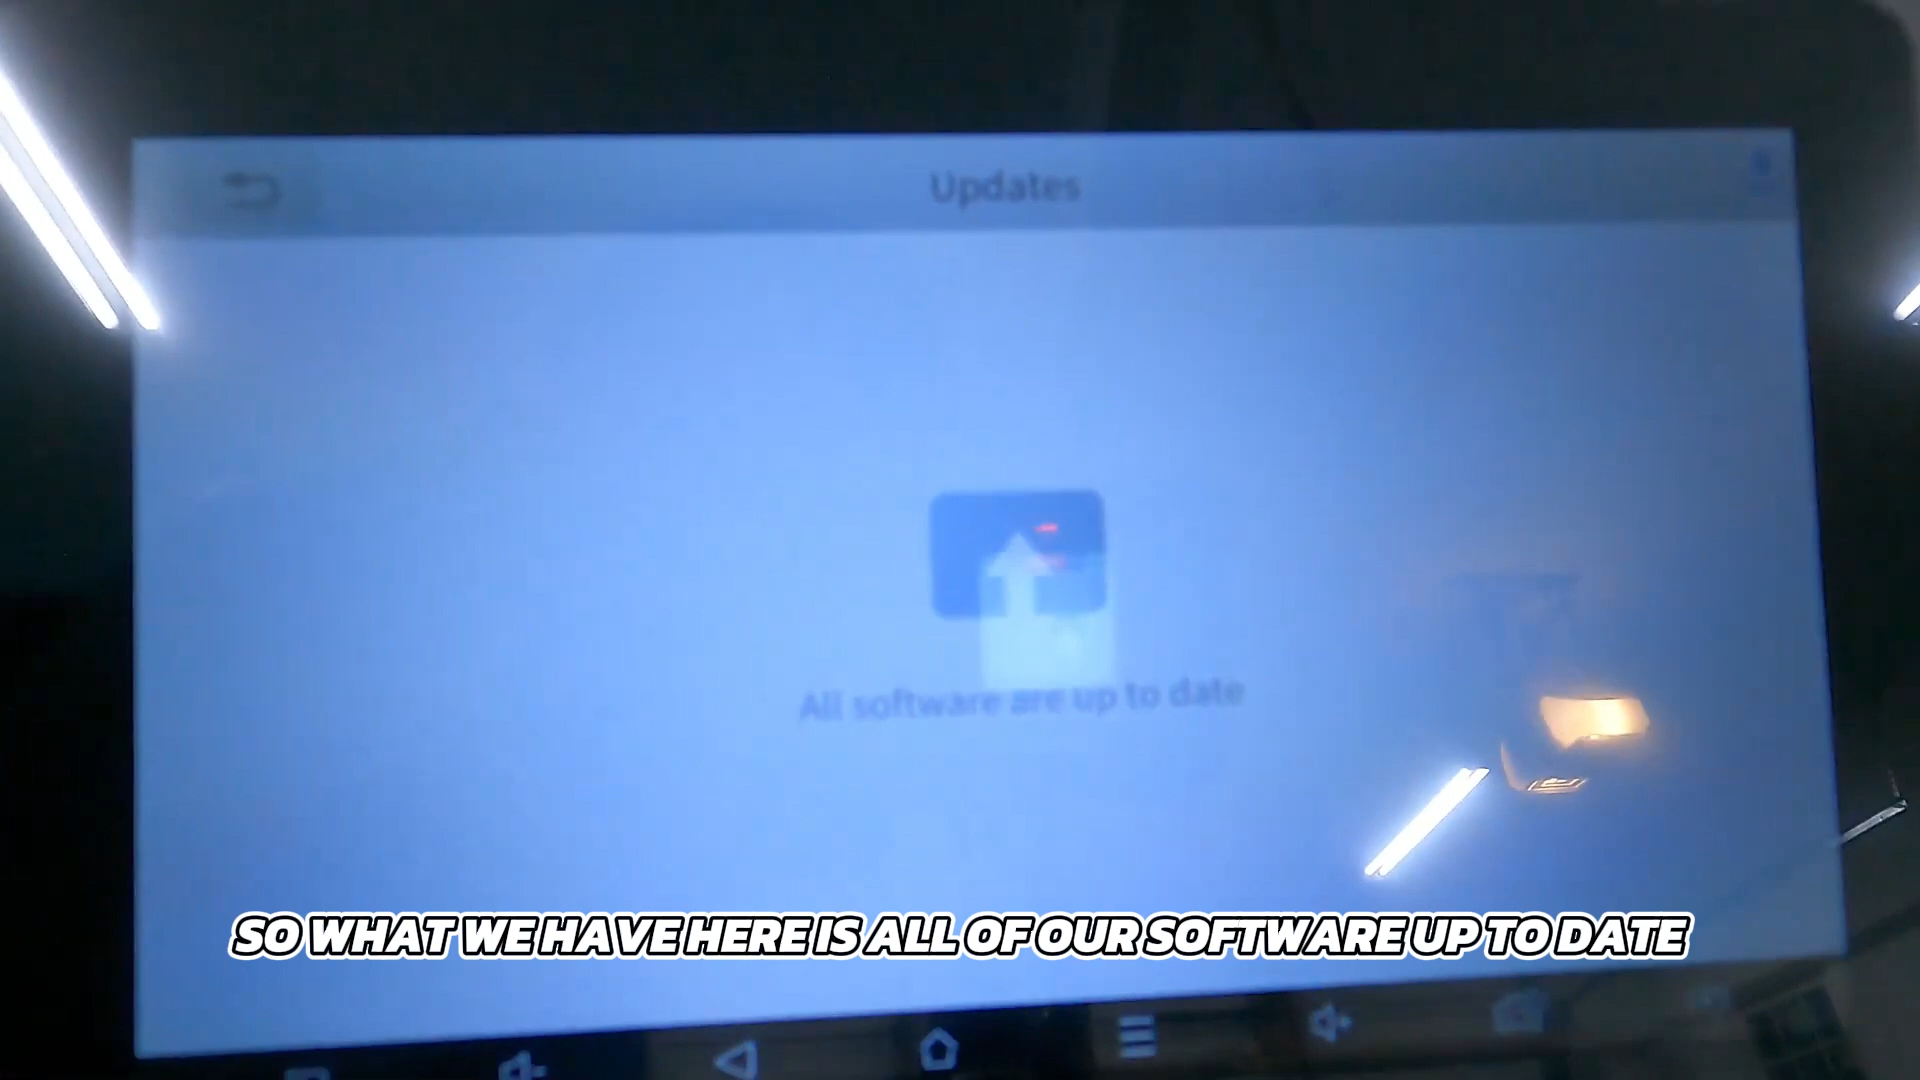 Updates
All software are up to date
SO WHAT WE HAVE HERE IS ALL OF OUR SOFTWARE UP TO DATE